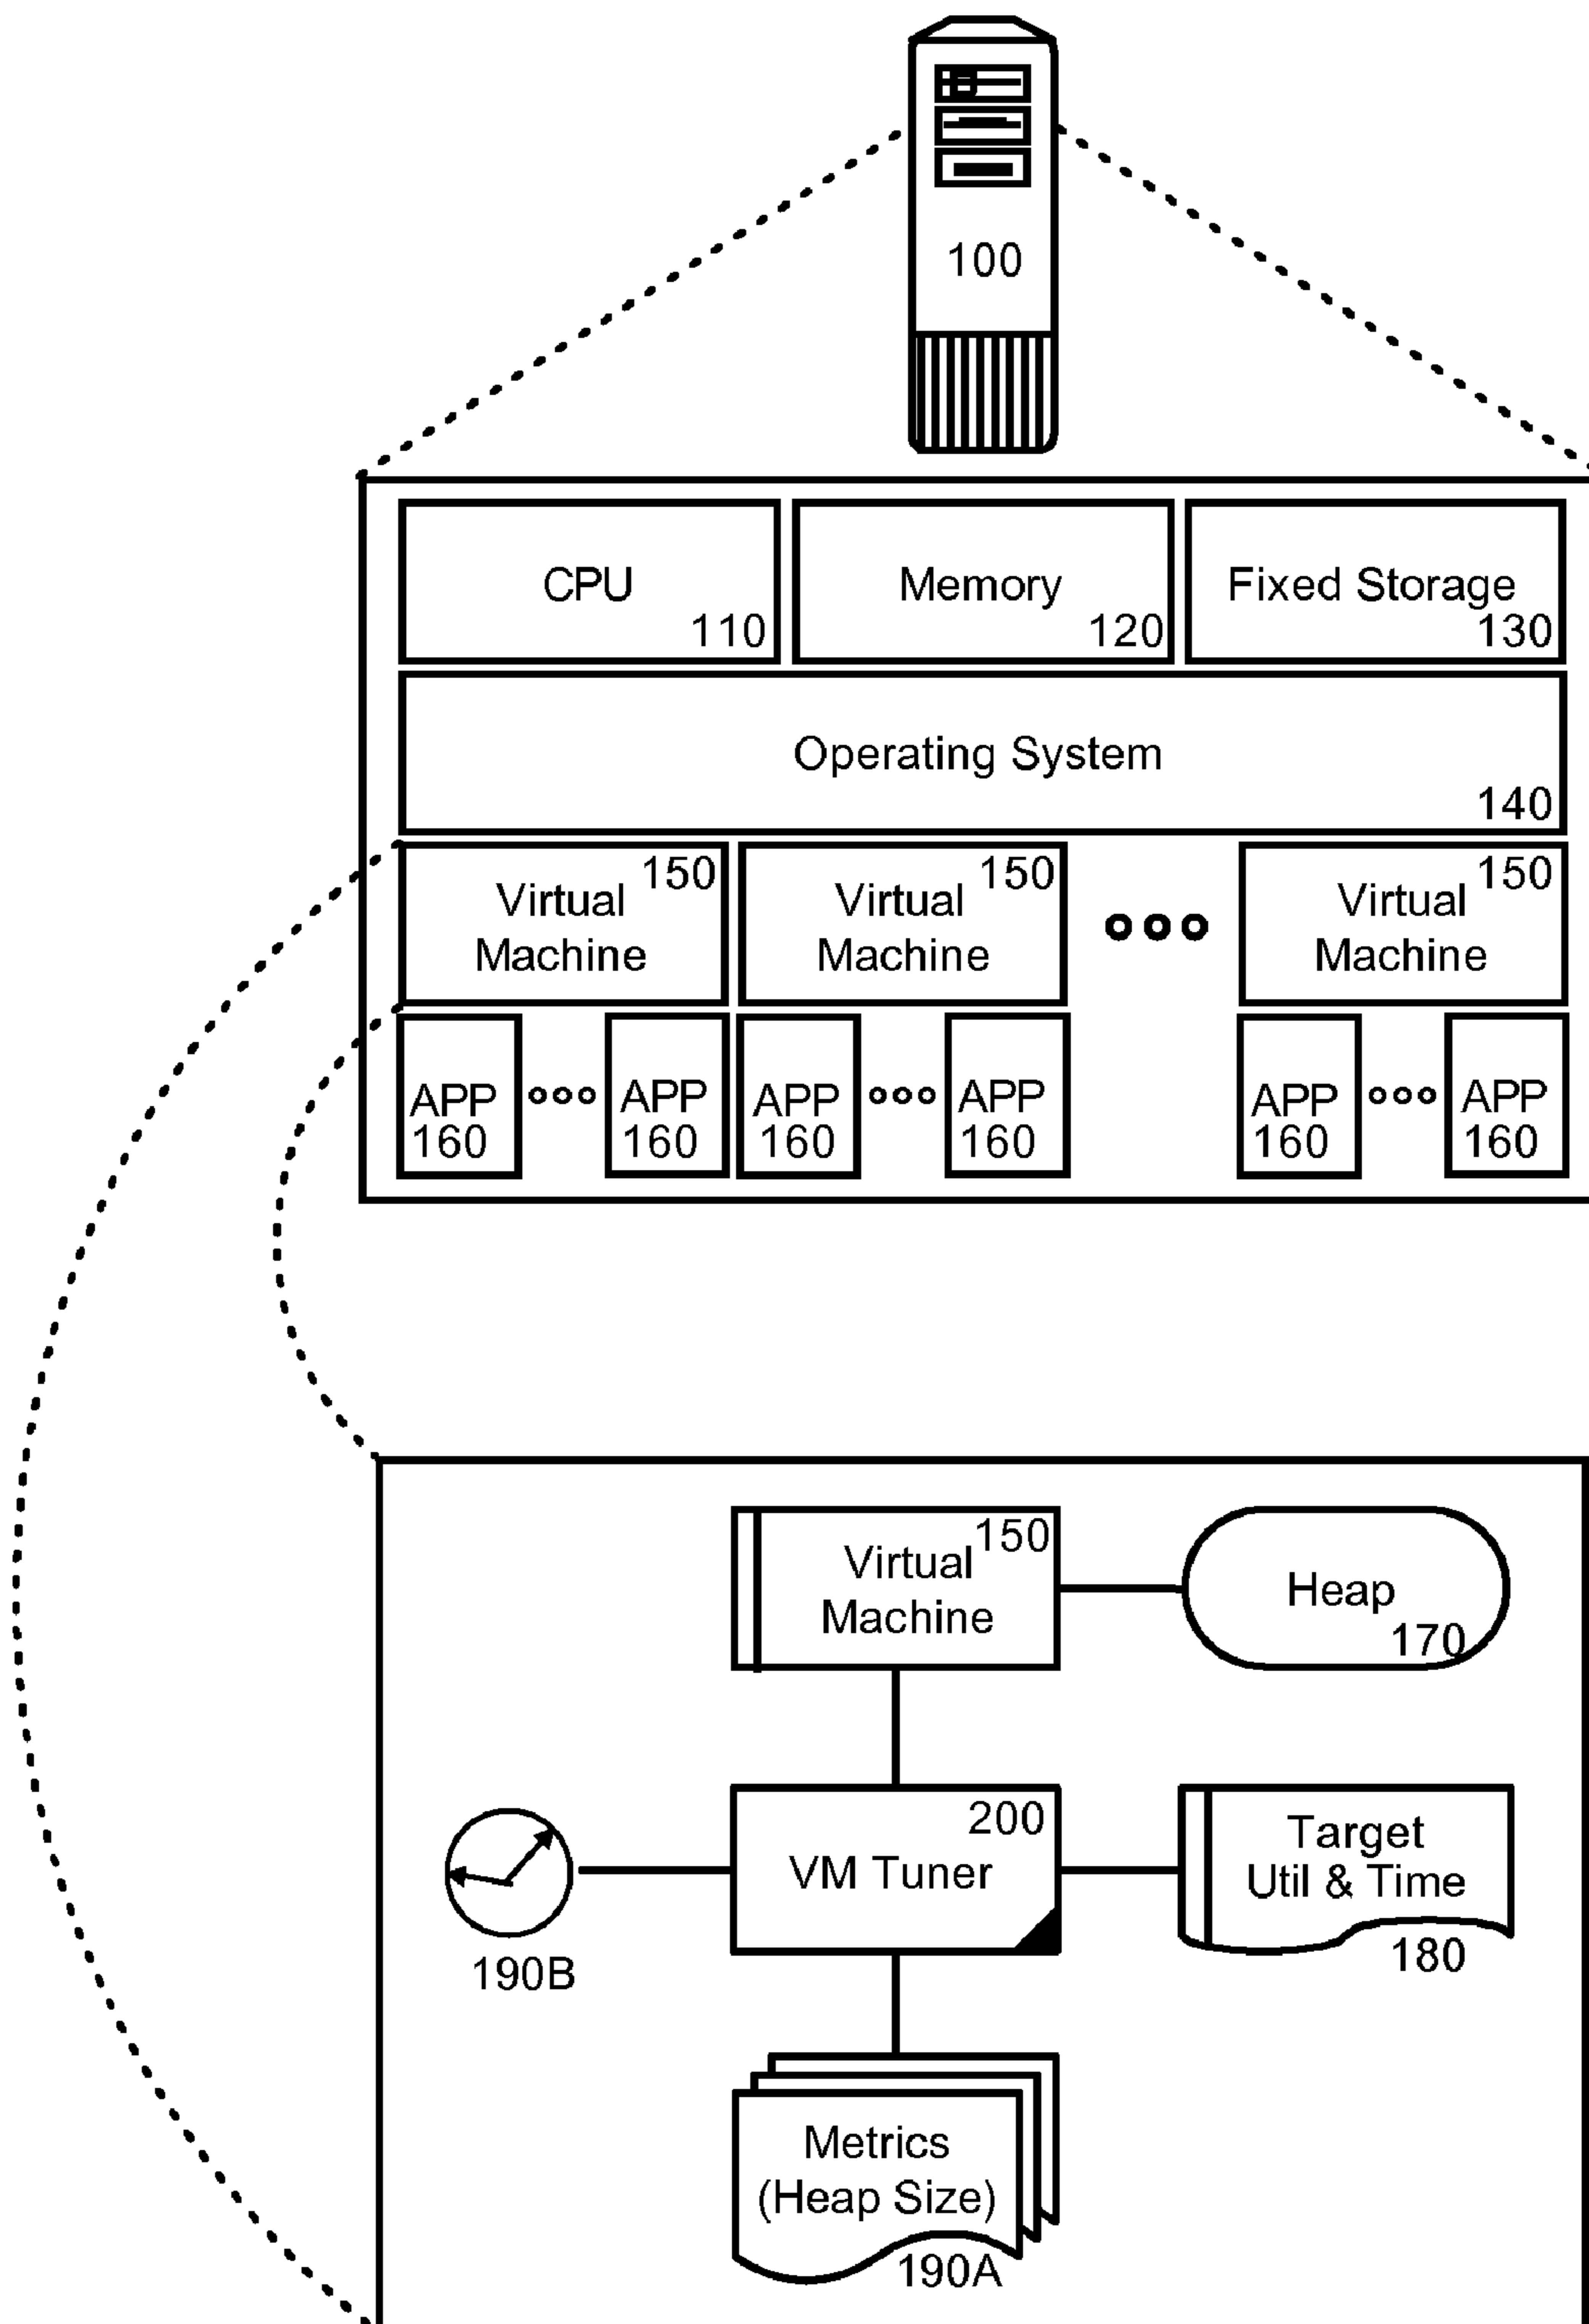 100
CPU
110
Memory
120
Fixed Storage
130
Operating System
140
150
Virtual
Machine
150
Virtual
Machine
150
Virtual
Machine
APP
160
APP
160
APP
160
APP
160
APP
160
APP
160
150
Virtual
Machine
Heap
170
200
VM Tuner
Target
Util & Time
180
190B
Metrics
(Heap Size)
190A